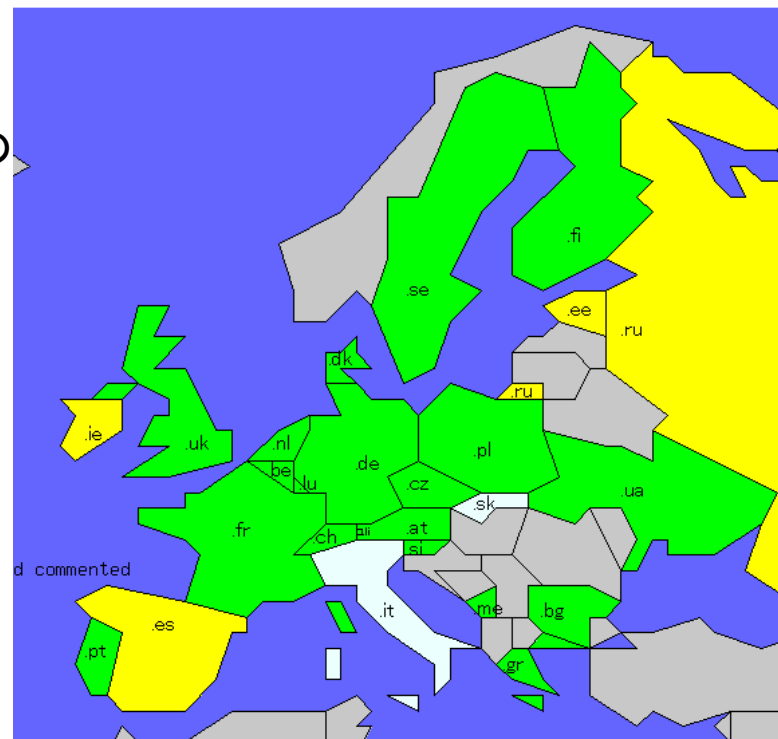 .fi
.se
.ee
.ru
.dk
.ru
.ie
.uk
.nl
.de
.pl
be
.lu
.cz
.ua
.sk
.fr
.ch
.at
si
d commented
.it
.me
.bg
.es
.pt
.gr